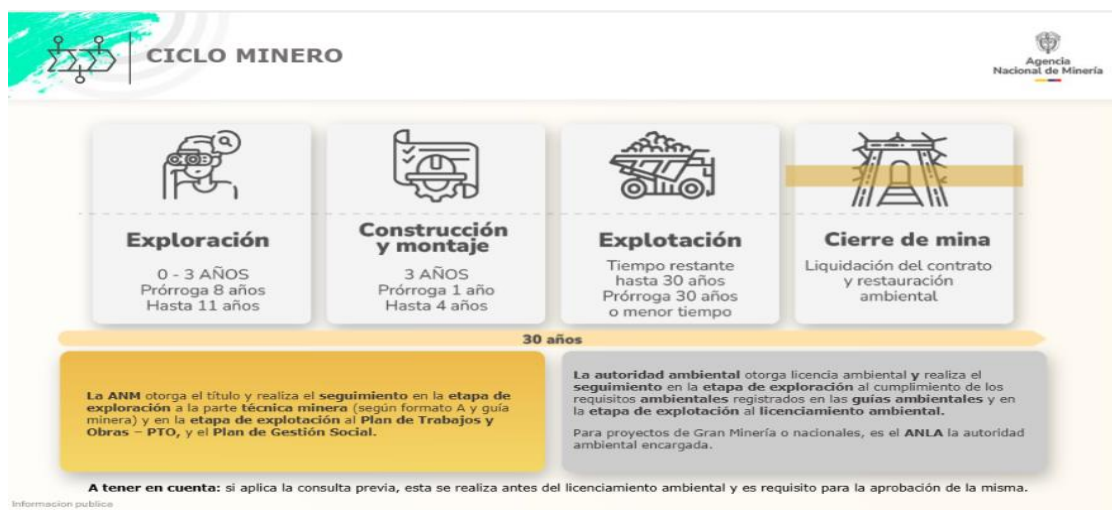 CICLO MINERO
Agencia
Nacional de Minería
Exploración
0 - 3 AÑOS
Prórroga 8 años
Hasta 11 años
Construcción
y montaje
3 AÑOS
Prórroga 1 año
Hasta 4 años
Explotación
Tiempo restante
hasta 30 años
Prórroga 30 años
o menor tiempo
Cierre de mina
Liquidación del contrato
y restauración
ambiental
30 años
La ANM otorga el título y realiza el seguimiento en la etapa de
exploración a la parte técnica minera (según formato A y guía
minera) y en la etapa de explotación al Plan de Trabajos y
Obras – PTO, y el Plan de Gestión Social.
La autoridad ambiental otorga licencia ambiental y realiza el
seguimiento en la etapa de exploración al cumplimiento de los
requisitos ambientales registrados en las guías ambientales y en
la etapa de explotación al licenciamiento ambiental.
Para proyectos de Gran Minería o nacionales, es el ANLA la autoridad
ambiental encargada.
A tener en cuenta: si aplica la consulta previa, esta se realiza antes del licenciamiento ambiental y es requisito para la aprobación de la misma.
Informacion publica